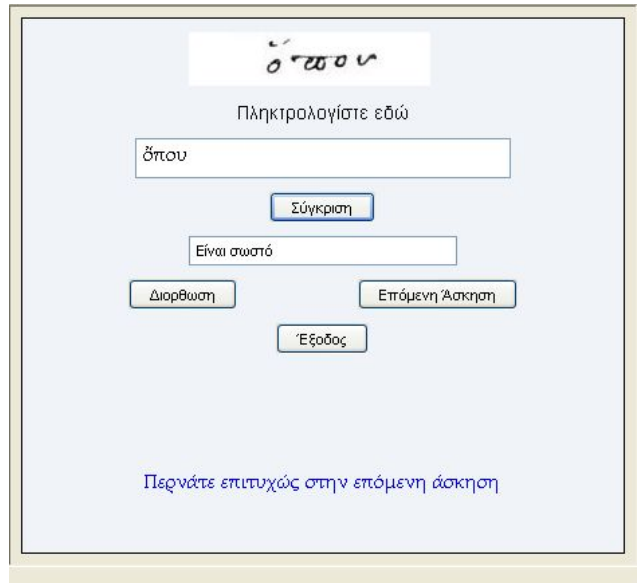 ὅπου
Πληκτρολογίστε εδώ
ὅπου
Σύγκριση
Είναι σωστό
Διορθωση Επόμενη Άσκηση
Έξοδος
Περνάτε επιτυχώς στην επόμενη άσκηση